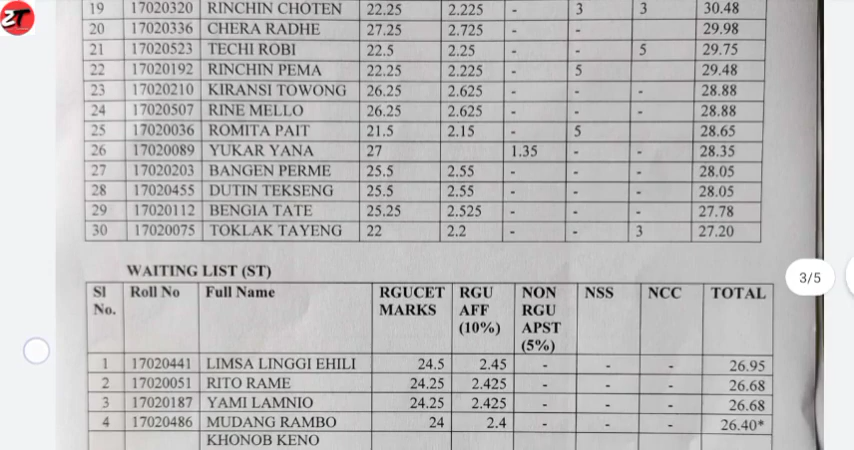 ZT
19 17020320 RINCHIN CHOTEN 22.25 2.225 - 3 3 30.48
20 17020336 CHERA RADHE 27.25 2.725 - - 29.98
21 17020523 TECHI ROBI 22.5 2.25 - 5 29.75
22 17020192 RINCHIN PEMA 22.25 2.225 - 5 29.48
23 17020210 KIRANSI TOWONG 26.25 2.625 - - - 28.88
24 17020507 RINE MELLO 26.25 2.625 - - - 28.88
25 17020036 ROMITA PAIT 21.5 2.15 - 5 28.65
26 17020089 YUKAR YANA 27 1.35 - - 28.35
27 17020203 BANGEN PERME 25.5 2.55 - - - 28.05
28 17020455 DUTIN TEKSENG 25.5 2.55 - - - 28.05
29 17020112 BENGIA TATE 25.25 2.525 - - - 27.78
30 17020075 TOKLAK TAYENG 22 2.2 - - 3 27.20
WAITING LIST (ST)
3/5
Sl Roll No Full Name RGUCET RGU NON NSS NCC TOTAL
No. MARKS AFF RGU
(10%) APST
(5%)
1 17020441 LIMSA LINGGI EHILI 24.5 2.45 - - - 26.95
2 17020051 RITO RAME 24.25 2.425 - - - 26.68
3 17020187 YAMI LAMNIO 24.25 2.425 - - - 26.68
4 17020486 MUDANG RAMBO 24 2.4 - - - 26.40*
KHONOB KENO